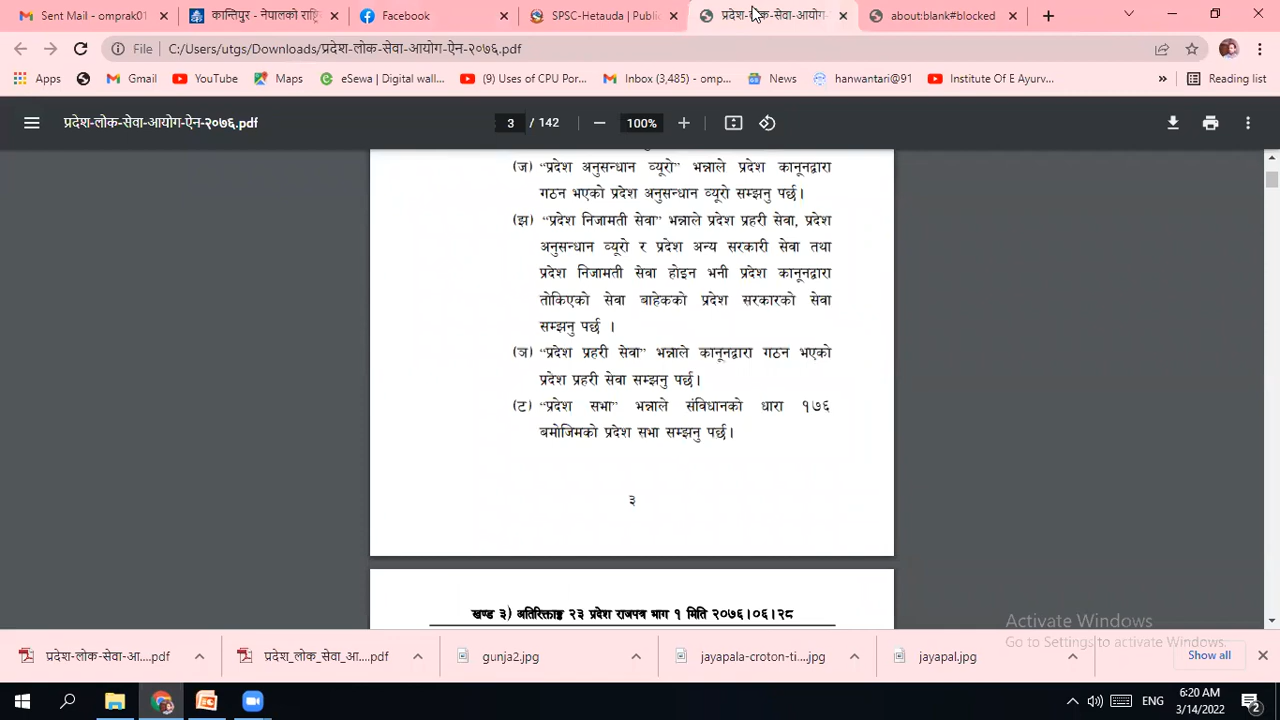 Sent Mail - omprak01
कान्तिपुर - नेपालको राष्ट्रि
Facebook
SPSC-Hetauda | Public
प्रदेश-लोक-सेवा-आयोग-
about:blank#blocked
File
C:/Users/utgs/Downloads/प्रदेश-लोक-सेवा-आयोग-ऐन-२०७६.pdf
Apps
Gmail
YouTube
Maps
eSewa | Digital wall...
(9) Uses of CPU Por...
Inbox (3,485) - omp...
News
hanwantari@91
Institute Of E Ayurv...
Reading list
प्रदेश-लोक-सेवा-आयोग-ऐन-२०७६.pdf
3 / 142
100%
(ज) “प्रदेश अनुसन्धान व्यूरो” भन्नाले प्रदेश कानूनद्वारा
गठन भएको प्रदेश अनुसन्धान व्यूरो सम्झनु पर्छ।
(झ) “प्रदेश निजामती सेवा” भन्नाले प्रदेश प्रहरी सेवा, प्रदेश
अनुसन्धान व्यूरो र प्रदेश अन्य सरकारी सेवा तथा
प्रदेश निजामती सेवा होइन भनी प्रदेश कानूनद्वारा
तोकिएको सेवा बाहेकको प्रदेश सरकारको सेवा
सम्झनु पर्छ ।
(ञ) “प्रदेश प्रहरी सेवा” भन्नाले कानूनद्वारा गठन भएको
प्रदेश प्रहरी सेवा सम्झनु पर्छ।
(ट) “प्रदेश सभा” भन्नाले संविधानको धारा १७६
बमोजिमको प्रदेश सभा सम्झनु पर्छ।
३
खण्ड ३) अतिरिक्ताङ्क २३ प्रदेश राजपत्र भाग १ मिति २०७६।०६।२८
Activate Windows
Go to Settings to activate Windows.
प्रदेश-लोक-सेवा-आ....pdf
प्रदेश_लोक_सेवा_आ....pdf
gunja2.jpg
jayapala-croton-ti....jpg
jayapal.jpg
Show all
ENG
6:20 AM
3/14/2022
2